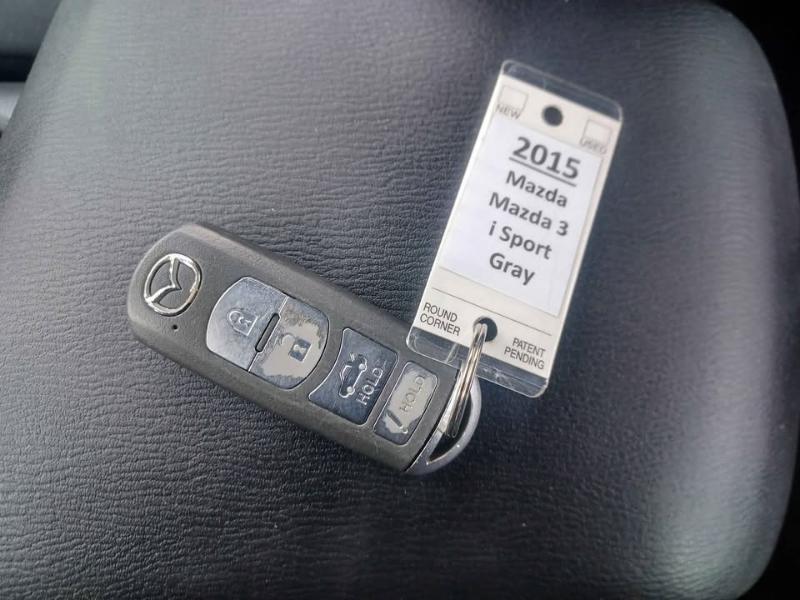 NEW
USED
2015
Mazda
Mazda 3
i Sport
Gray
ROUND
CORNER
PATENT
PENDING
HOLD
HOLD